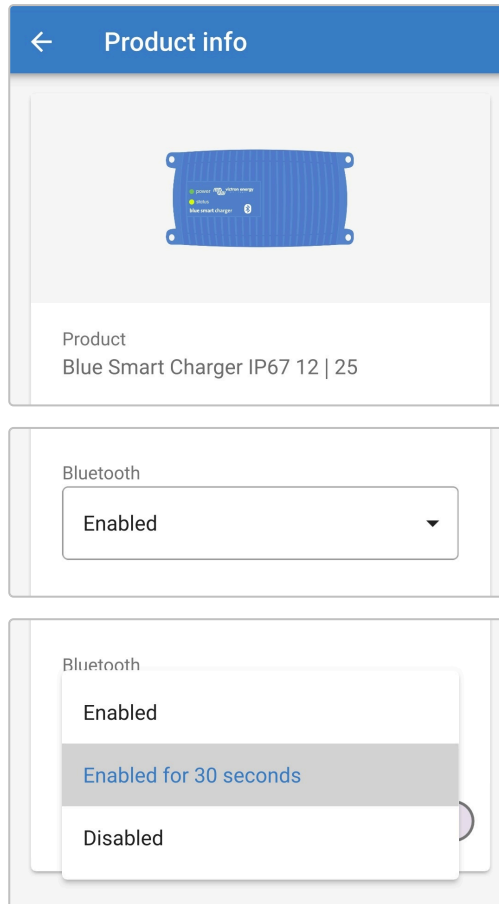 Product info
power
victron energy
status
blue smart charger
Product
Blue Smart Charger IP67 12 | 25
Bluetooth
Enabled
Bluetooth
Enabled
Enabled for 30 seconds
Disabled